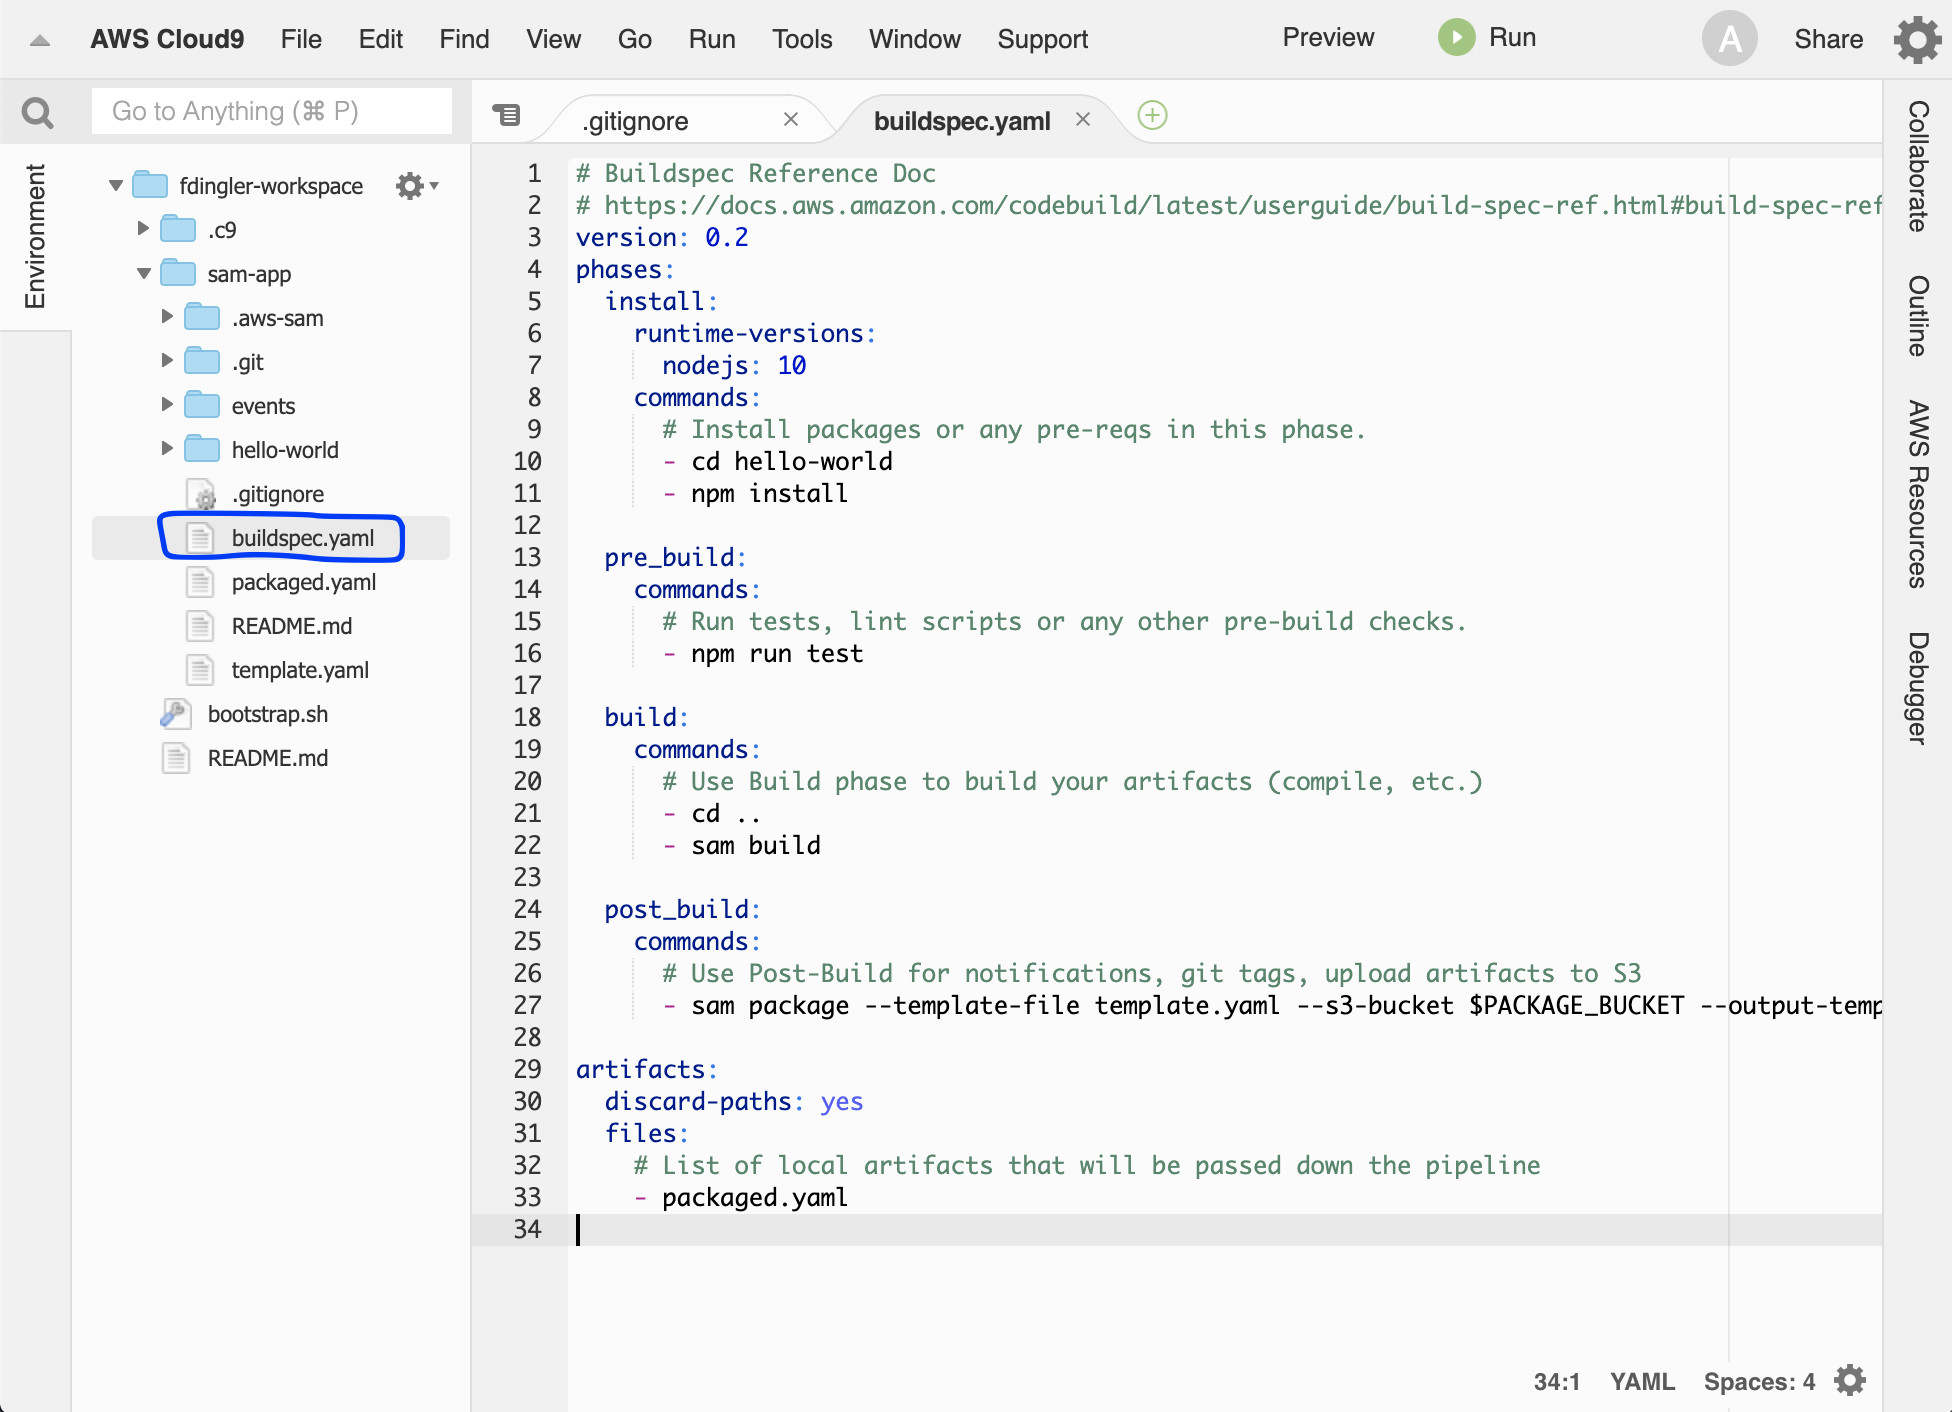 AWS Cloud9 File Edit Find View Go Run Tools Window Support Preview Run A Share
Go to Anything (⌘ P)
.gitignore
buildspec.yaml
Environment
fdingler-workspace
.c9
sam-app
.aws-sam
.git
events
hello-world
.gitignore
buildspec.yaml
packaged.yaml
README.md
template.yaml
bootstrap.sh
README.md
1 # Buildspec Reference Doc
2 # https://docs.aws.amazon.com/codebuild/latest/userguide/build-spec-ref.html#build-spec-ref
3 version: 0.2
4 phases:
5   install:
6     runtime-versions:
7       nodejs: 10
8     commands:
9       # Install packages or any pre-reqs in this phase.
10       - cd hello-world
11       - npm install
12
13   pre_build:
14     commands:
15       # Run tests, lint scripts or any other pre-build checks.
16       - npm run test
17
18   build:
19     commands:
20       # Use Build phase to build your artifacts (compile, etc.)
21       - cd ..
22       - sam build
23
24   post_build:
25     commands:
26       # Use Post-Build for notifications, git tags, upload artifacts to S3
27       - sam package --template-file template.yaml --s3-bucket $PACKAGE_BUCKET --output-temp
28
29 artifacts:
30   discard-paths: yes
31   files:
32     # List of local artifacts that will be passed down the pipeline
33     - packaged.yaml
34
34:1 YAML Spaces: 4
Collaborate
Outline
AWS Resources
Debugger